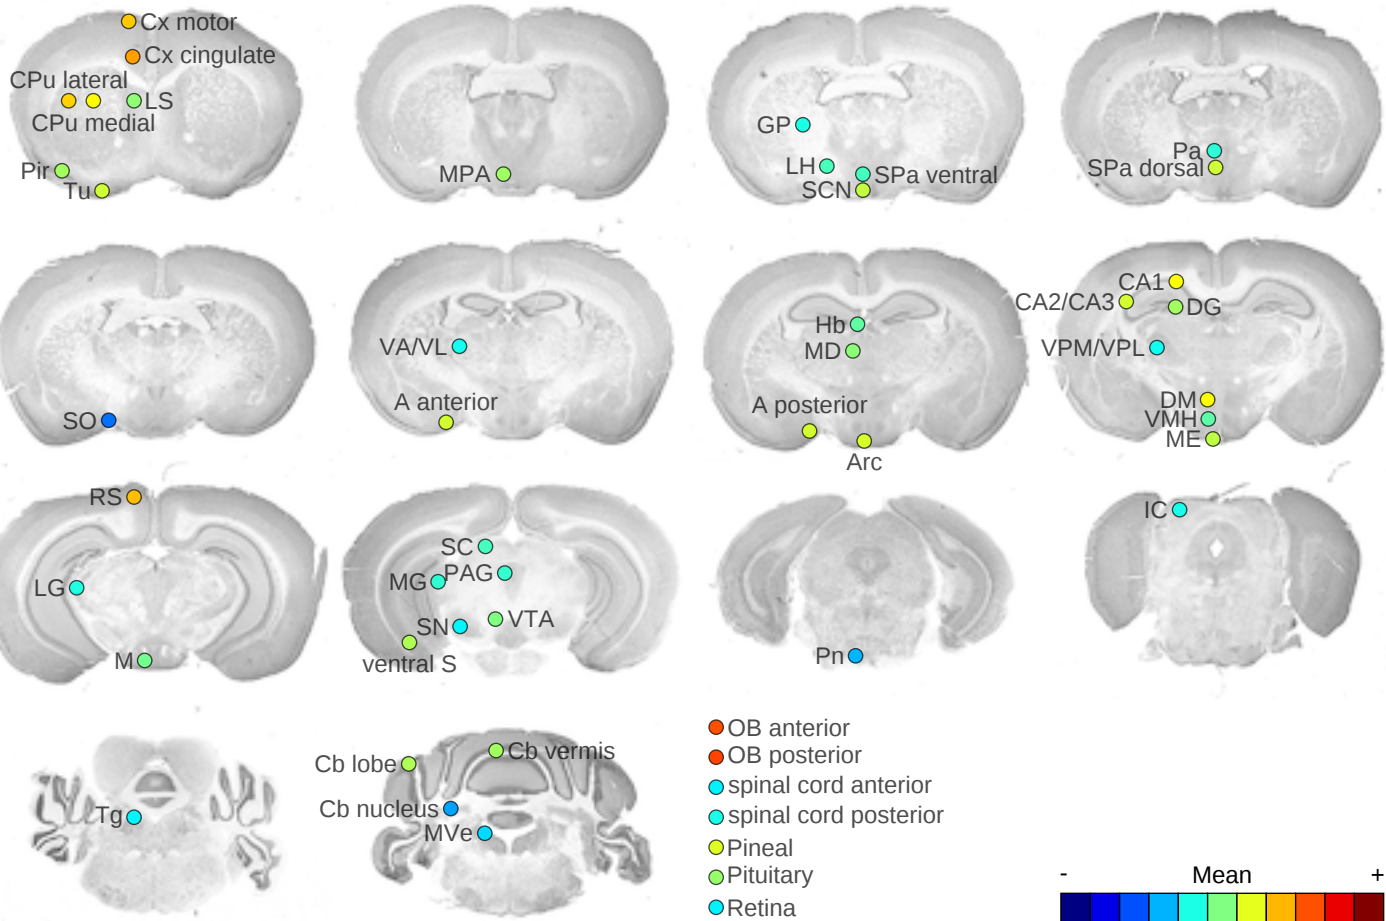 Cx motor
Cx cingulate
CPu lateral
LS
CPu medial
Pir
Tu
MPA
GP
LH
SPa ventral
SCN
Pa
SPa dorsal
SO
VA/VL
A anterior
Hb
MD
A posterior
Arc
CA1
CA2/CA3
DG
VPM/VPL
DM
VMH
ME
RS
LG
M
SC
MG
PAG
SN
VTA
ventral S
Pn
IC
Tg
Cb lobe
Cb vermis
Cb nucleus
MVe
OB anterior
OB posterior
spinal cord anterior
spinal cord posterior
Pineal
Pituitary
Retina
- Mean +